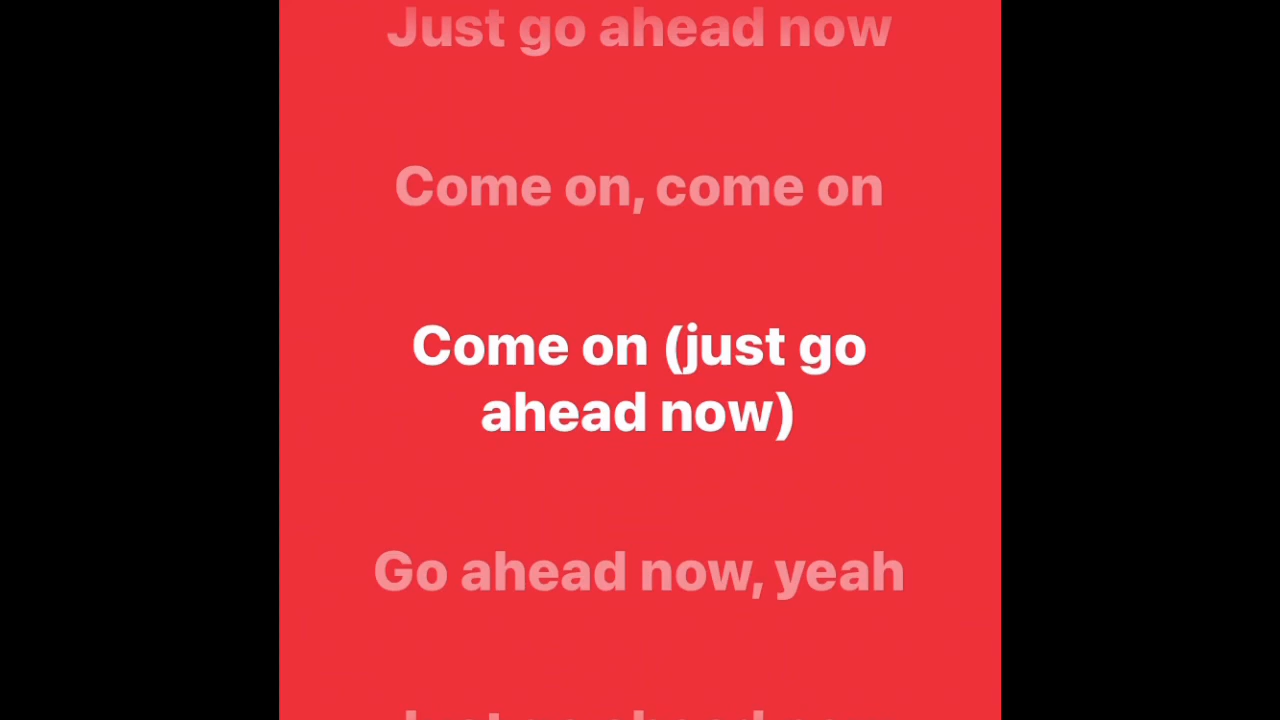 Just go ahead now
Come on, come on
Come on (just go
ahead now)
Go ahead now, yeah